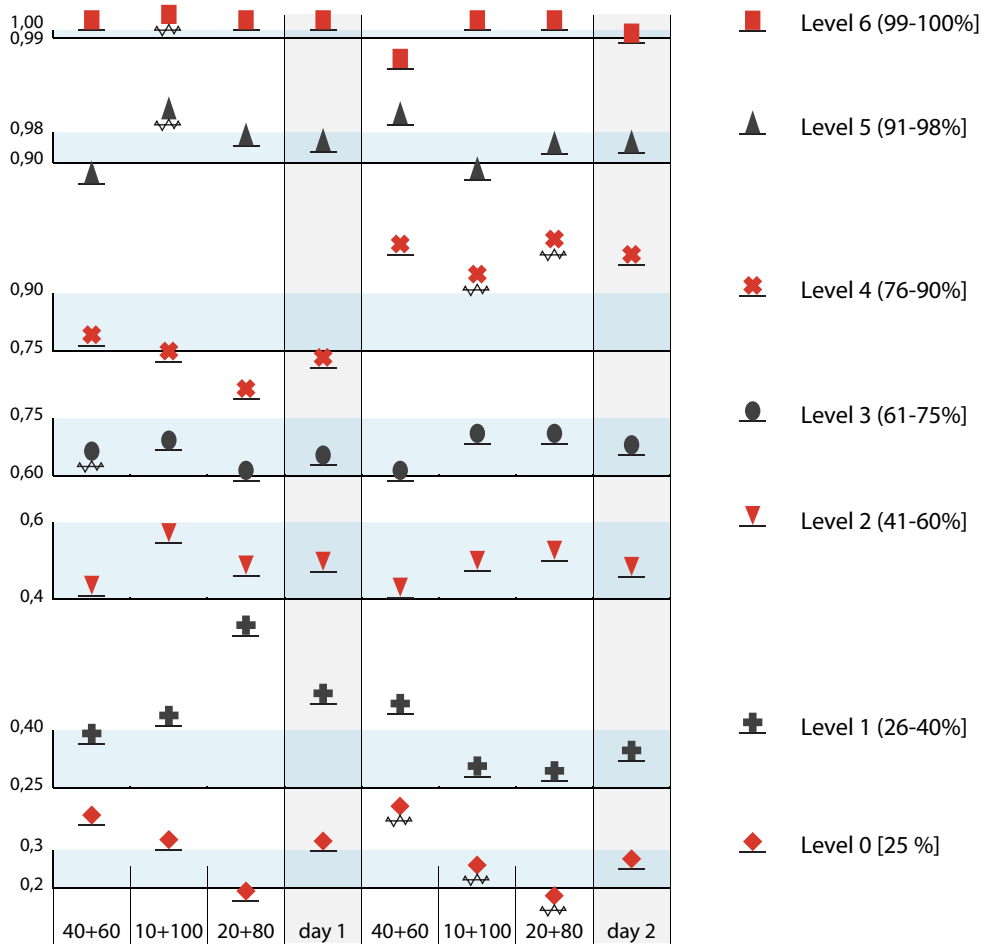 1,00
0,99
Level 6 (99-100%]
0,98
0,90
Level 5 (91-98%]
0,90
0,75
Level 4 (76-90%]
0,75
0,60
Level 3 (61-75%]
0,6
0,4
Level 2 (41-60%]
0,40
0,25
Level 1 (26-40%]
0,3
0,2
Level 0 [25 %]
40+60 10+100 20+80 day 1 40+60 10+100 20+80 day 2